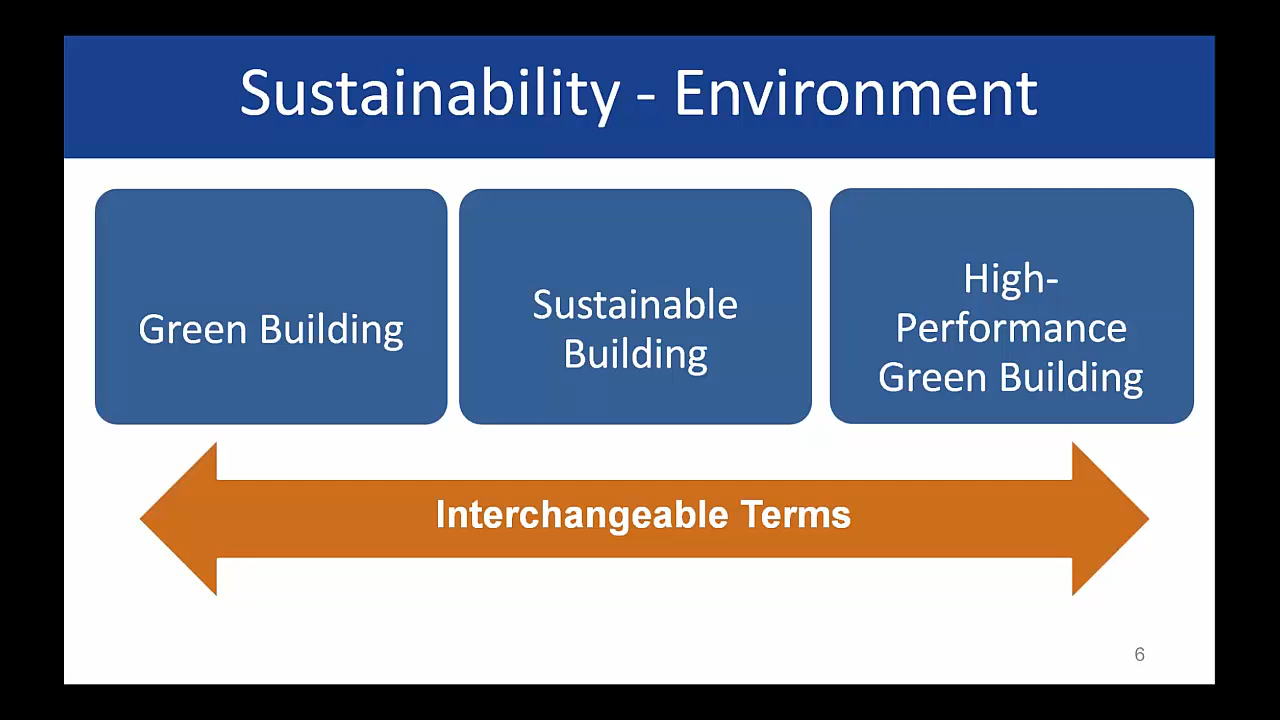 Sustainability - Environment
Green Building
Sustainable
Building
High-
Performance
Green Building
Interchangeable Terms
6